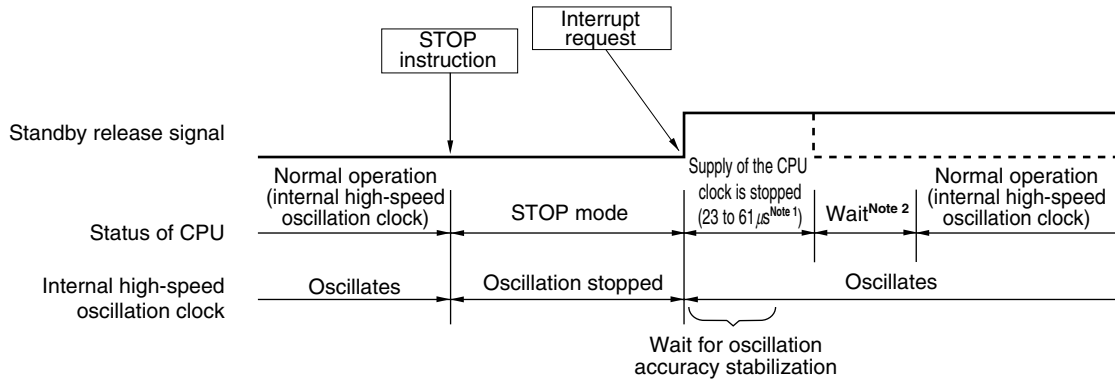 Interrupt
request
STOP
instruction
Standby release signal
Normal operation
(internal high-speed
oscillation clock)
STOP mode
Supply of the CPU
clock is stopped
(23 to 61 μs Note 1)
Wait Note 2
Normal operation
(internal high-speed
oscillation clock)
Status of CPU
Internal high-speed
oscillation clock
Oscillates
Oscillation stopped
Oscillates
Wait for oscillation
accuracy stabilization